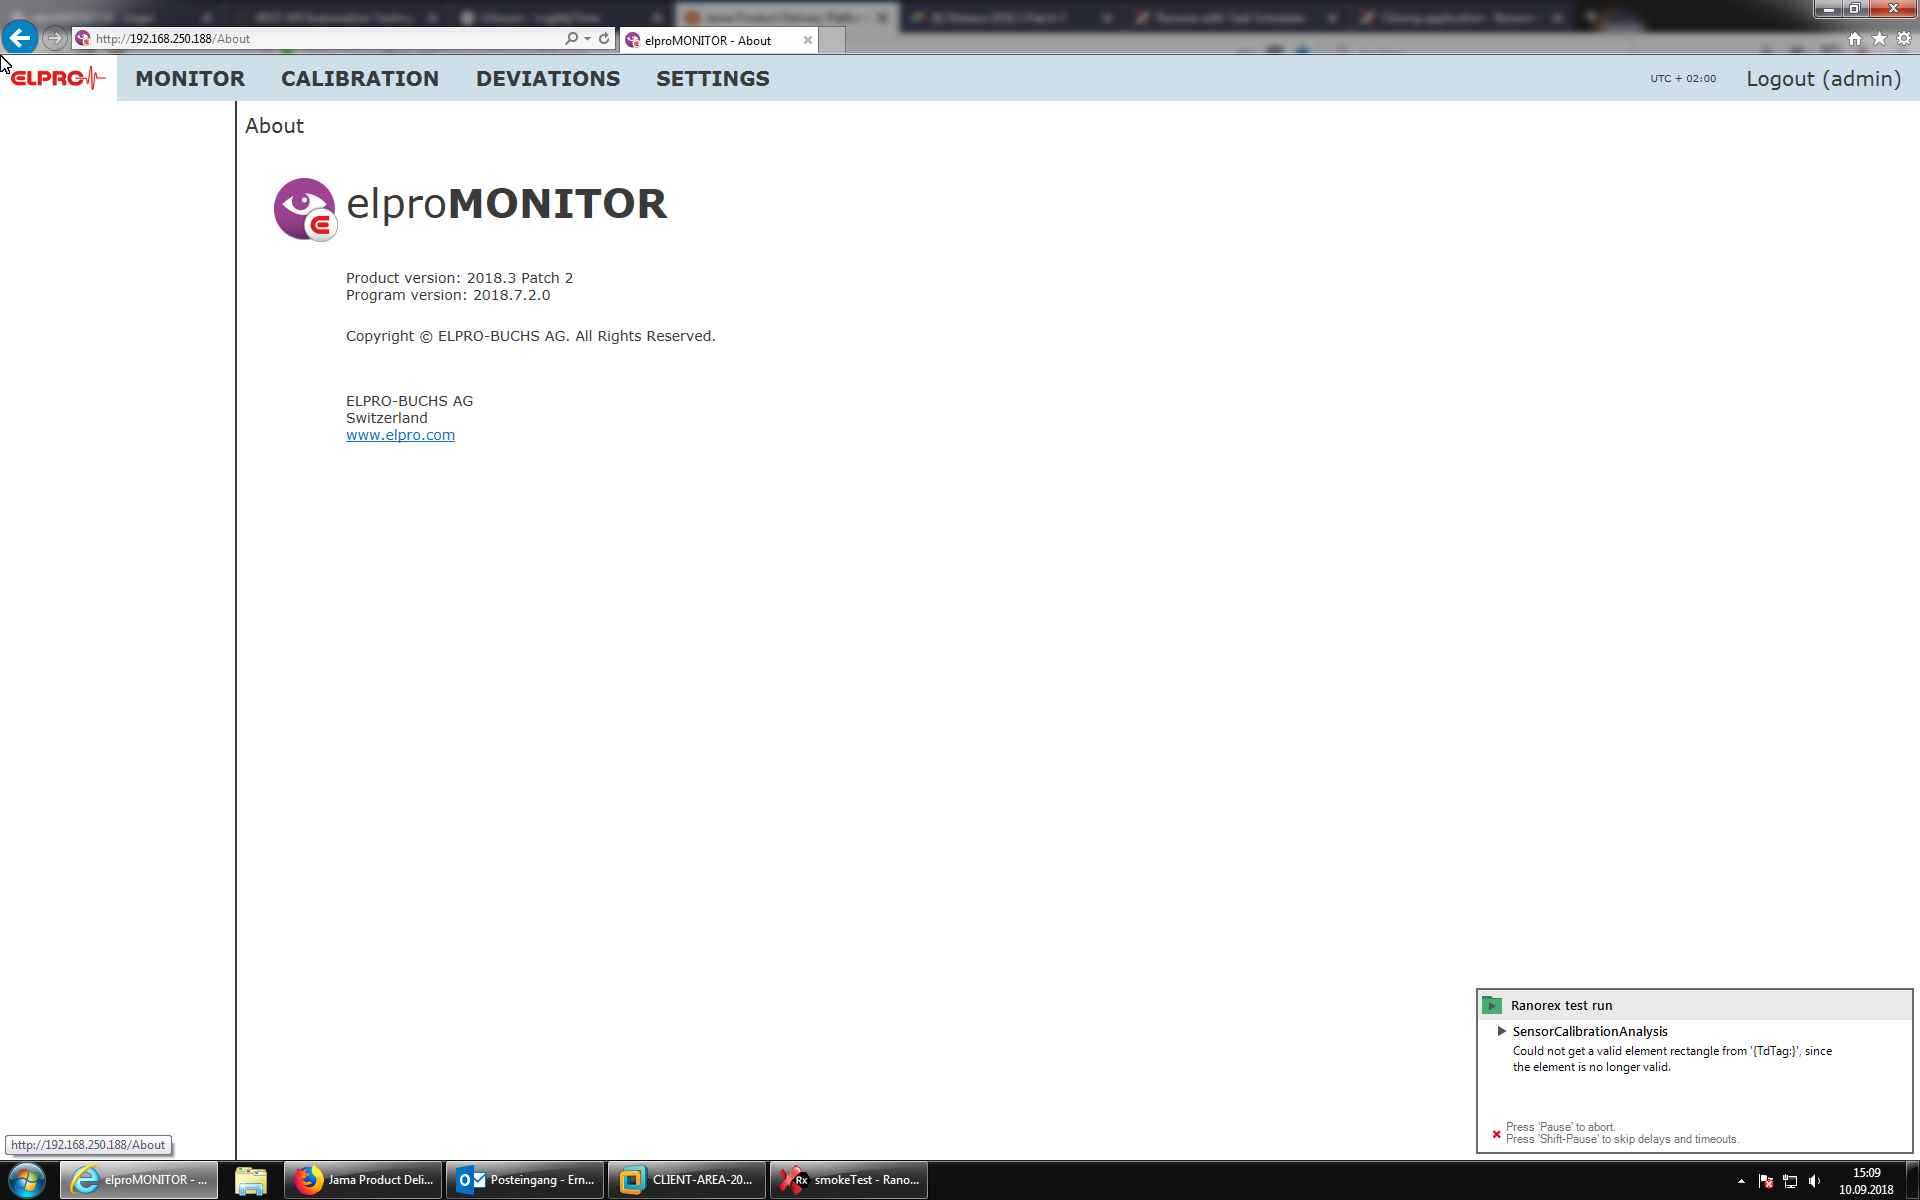 http://192.168.250.188/About
elproMONITOR - About
ELPRO
MONITOR CALIBRATION DEVIATIONS SETTINGS
UTC + 02:00
Logout (admin)
About
elproMONITOR
Product version: 2018.3 Patch 2
Program version: 2018.7.2.0
Copyright © ELPRO-BUCHS AG. All Rights Reserved.
ELPRO-BUCHS AG
Switzerland
www.elpro.com
Ranorex test run
SensorCalibrationAnalysis
Could not get a valid element rectangle from '{TdTag:}', since
the element is no longer valid.
Press 'Pause' to abort.
Press 'Shift-Pause' to skip delays and timeouts.
http://192.168.250.188/About
elproMONITOR - ...
Jama Product Deli...
Posteingang - Ern...
CLIENT-AREA-20...
smokeTest - Rano...
15:09
10.09.2018